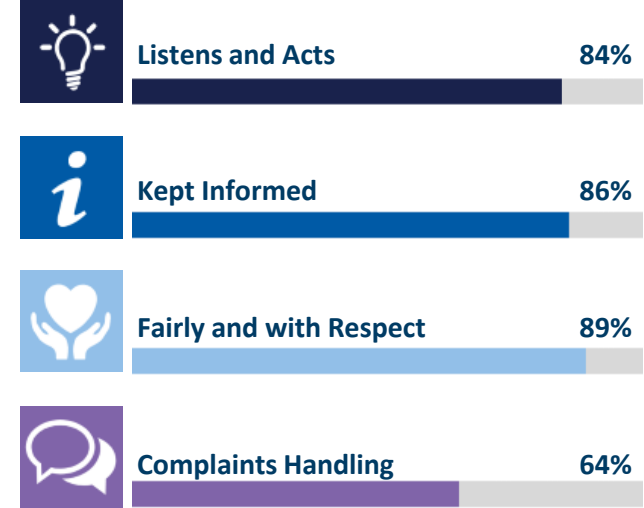 Listens and Acts 84%
Kept Informed 86%
Fairly and with Respect 89%
Complaints Handling 64%